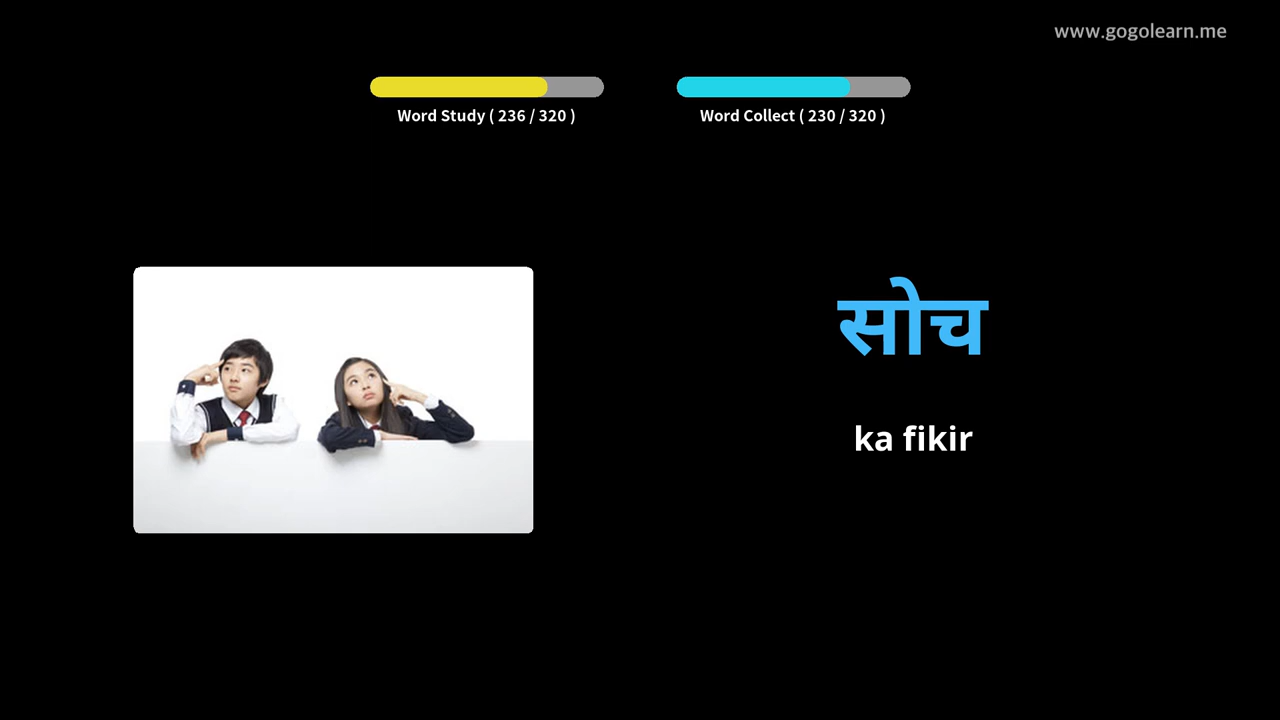 www.gogolearn.me
Word Study ( 236 / 320 )
Word Collect ( 230 / 320 )
सोच
ka fikir